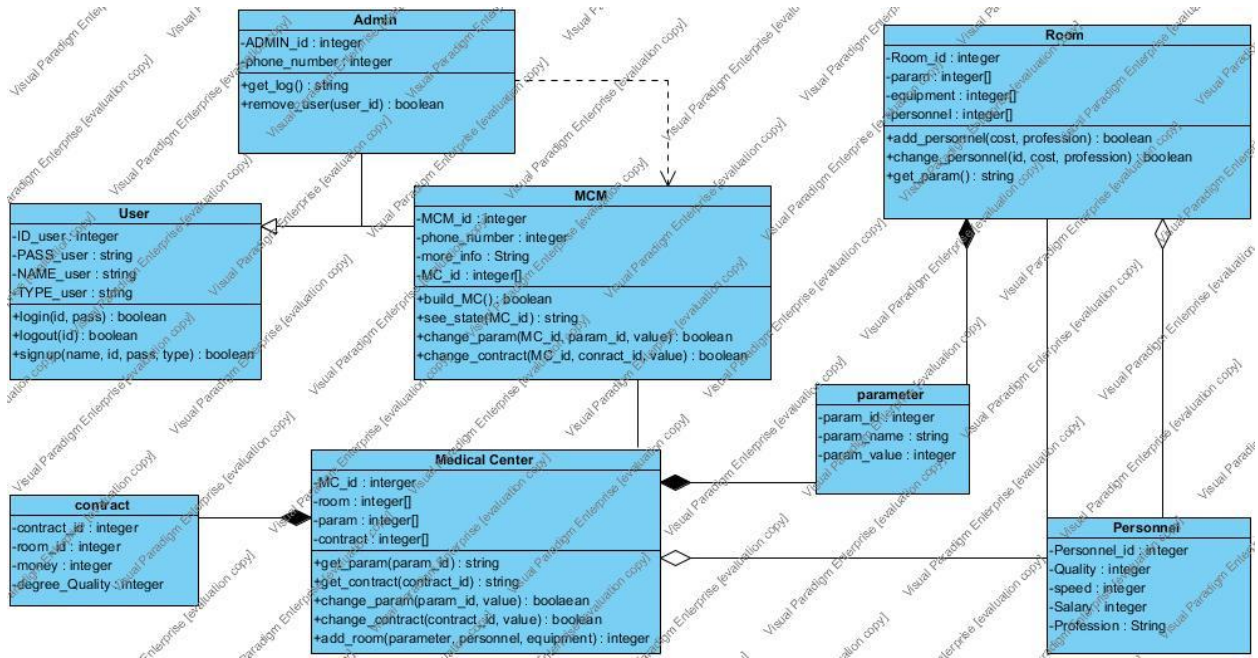 Admin
-ADMIN_id : integer
-phone_number : integer
+get_log() : string
+remove_user(user_id) : boolean
Room
-Room_id : integer
-param : integer[]
-equipment : integer[]
-personnel : integer[]
+add_personnel(cost, profession) : boolean
+change_personnel(id, cost, profession) : boolean
+get_param() : string
User
-ID_user : integer
-PASS_user : string
-NAME_user : string
-TYPE_user : string
+login(id, pass) : boolean
+logout(id) : boolean
+signup(name, id, pass, type) : boolean
MCM
-MCM_id : integer
-phone_number : integer
-more_info : String
-MC_id : integer[]
+build_MC() : boolean
+see_state(MC_id) : string
+change_param(MC_id, param_id, value) : boolean
+change_contract(MC_id, conract_id, value) : boolean
parameter
-param_id : integer
-param_name : string
-param_value : integer
Medical Center
-MC_id : interger
-room : integer[]
-param : integer[]
-contract : integer[]
+get_param(param_id) : string
+get_contract(contract_id) : string
+change_param(param_id, value) : boolaean
+change_contract(contract_id, value) : boolean
+add_room(parameter, personnel, equipment) : integer
contract
-contract_id : integer
-room_id : integer
-money : integer
-degree_Quality : integer
Personnel
-Personnel_id : integer
-Quality : integer
-speed : integer
-Salary : integer
-Profession : String
Visual Paradigm Enterprise [evaluation copy]